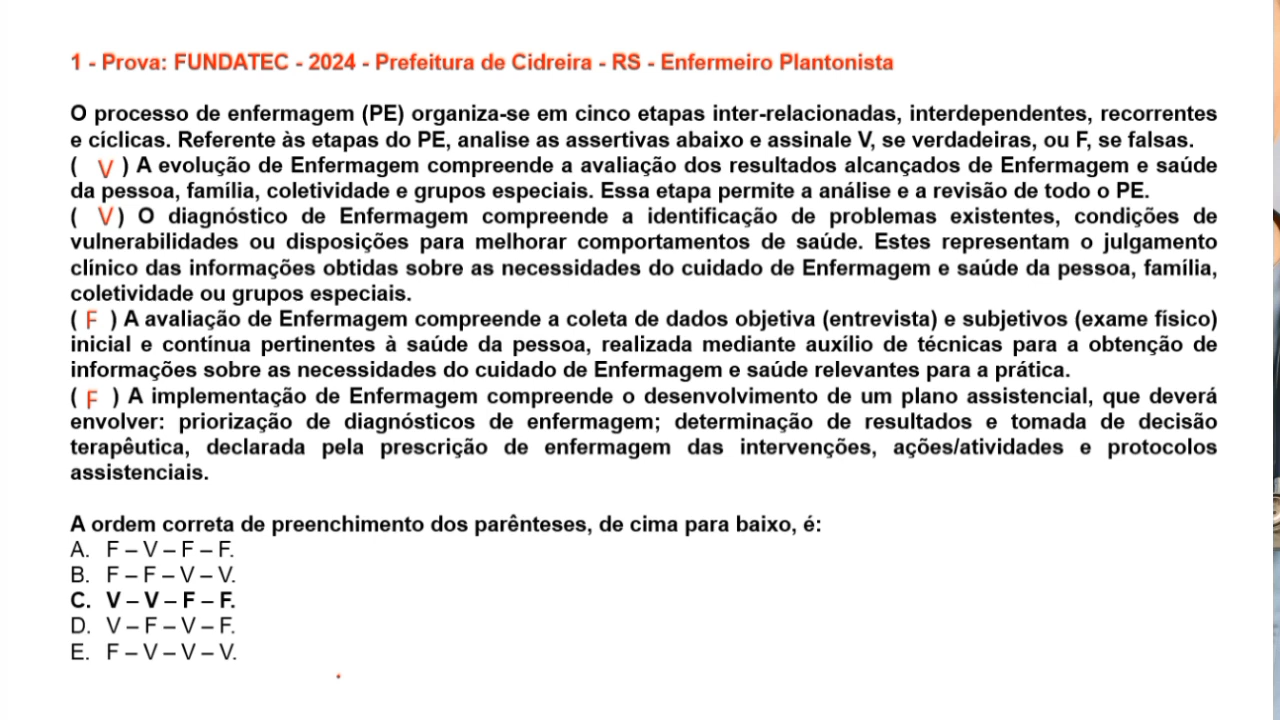 1 - Prova: FUNDATEC - 2024 - Prefeitura de Cidreira - RS - Enfermeiro Plantonista
O processo de enfermagem (PE) organiza-se em cinco etapas inter-relacionadas, interdependentes, recorrentes
e cíclicas. Referente às etapas do PE, analise as assertivas abaixo e assinale V, se verdadeiras, ou F, se falsas.
( V ) A evolução de Enfermagem compreende a avaliação dos resultados alcançados de Enfermagem e saúde
da pessoa, família, coletividade e grupos especiais. Essa etapa permite a análise e a revisão de todo o PE.
( V ) O diagnóstico de Enfermagem compreende a identificação de problemas existentes, condições de
vulnerabilidades ou disposições para melhorar comportamentos de saúde. Estes representam o julgamento
clínico das informações obtidas sobre as necessidades do cuidado de Enfermagem e saúde da pessoa, família,
coletividade ou grupos especiais.
( F ) A avaliação de Enfermagem compreende a coleta de dados objetiva (entrevista) e subjetivos (exame físico)
inicial e contínua pertinentes à saúde da pessoa, realizada mediante auxílio de técnicas para a obtenção de
informações sobre as necessidades do cuidado de Enfermagem e saúde relevantes para a prática.
( F ) A implementação de Enfermagem compreende o desenvolvimento de um plano assistencial, que deverá
envolver: priorização de diagnósticos de enfermagem; determinação de resultados e tomada de decisão
terapêutica, declarada pela prescrição de enfermagem das intervenções, ações/atividades e protocolos
assistenciais.
A ordem correta de preenchimento dos parênteses, de cima para baixo, é:
A. F – V – F – F.
B. F – F – V – V.
C. V – V – F – F.
D. V – F – V – F.
E. F – V – V – V.